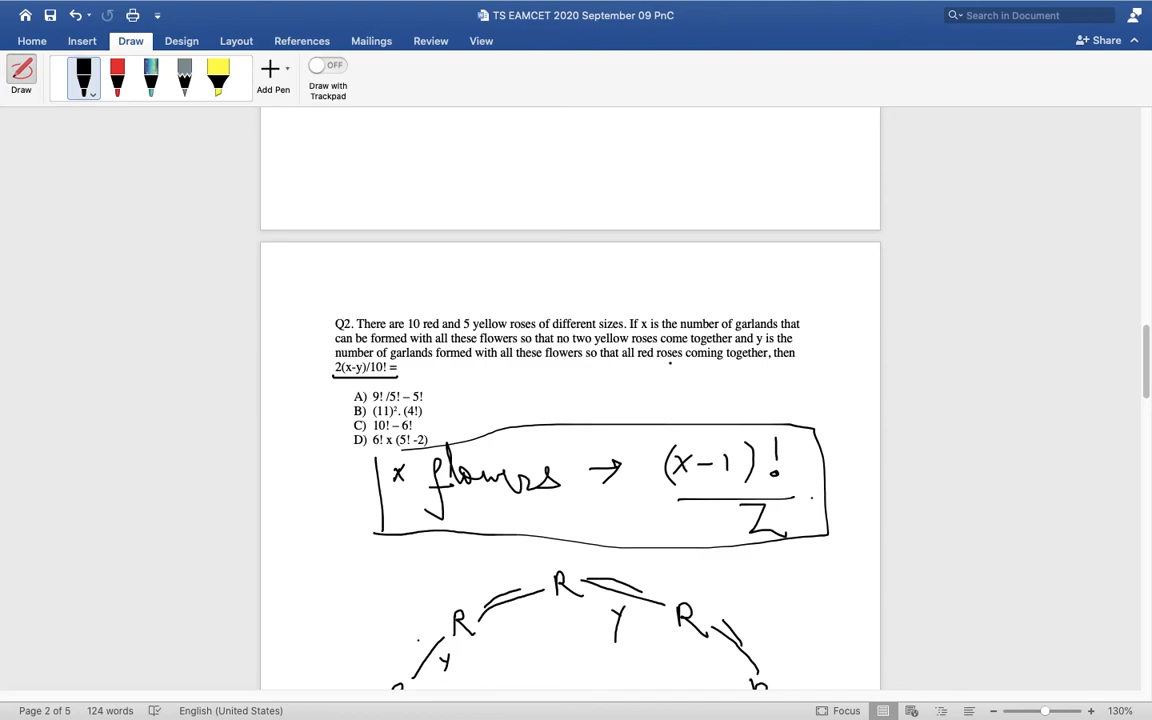 TS EAMCET 2020 September 09 PnC
Search in Document
Home Insert Draw Design Layout References Mailings Review View
Share
OFF
Draw
Add Pen
Draw with
Trackpad
Q2. There are 10 red and 5 yellow roses of different sizes. If x is the number of garlands that
can be formed with all these flowers so that no two yellow roses come together and y is the
number of garlands formed with all these flowers so that all red roses coming together, then
2(x-y)/10! =
A) 9! /5! – 5!
B) (11)². (4!)
C) 10! – 6!
D) 6! x (5! -2)
x flowers → (x-1)!
2
R
R
R
Y
Y
Page 2 of 5 124 words English (United States) Focus 130%